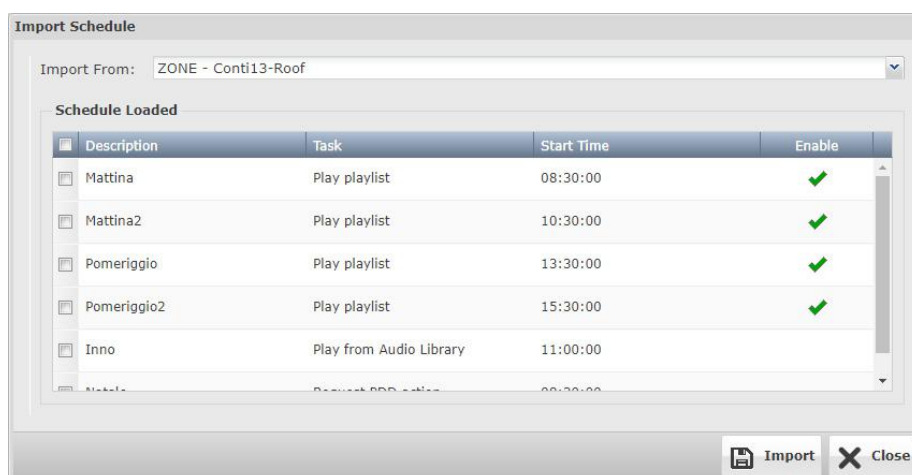 Import Schedule
Import From: ZONE - Conti13-Roof
Schedule Loaded
Description Task Start Time Enable
Mattina Play playlist 08:30:00
Mattina2 Play playlist 10:30:00
Pomeriggio Play playlist 13:30:00
Pomeriggio2 Play playlist 15:30:00
Inno Play from Audio Library 11:00:00
Import Close